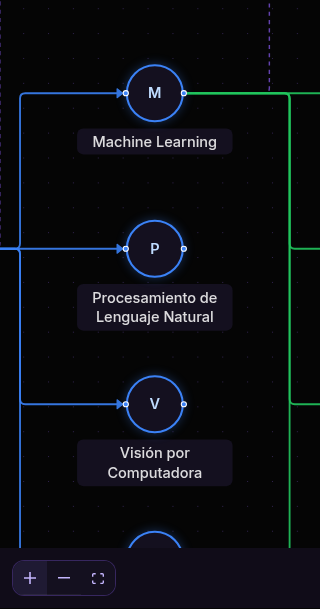 M
Machine Learning
P
Procesamiento de
Lenguaje Natural
V
Visión por
Computadora